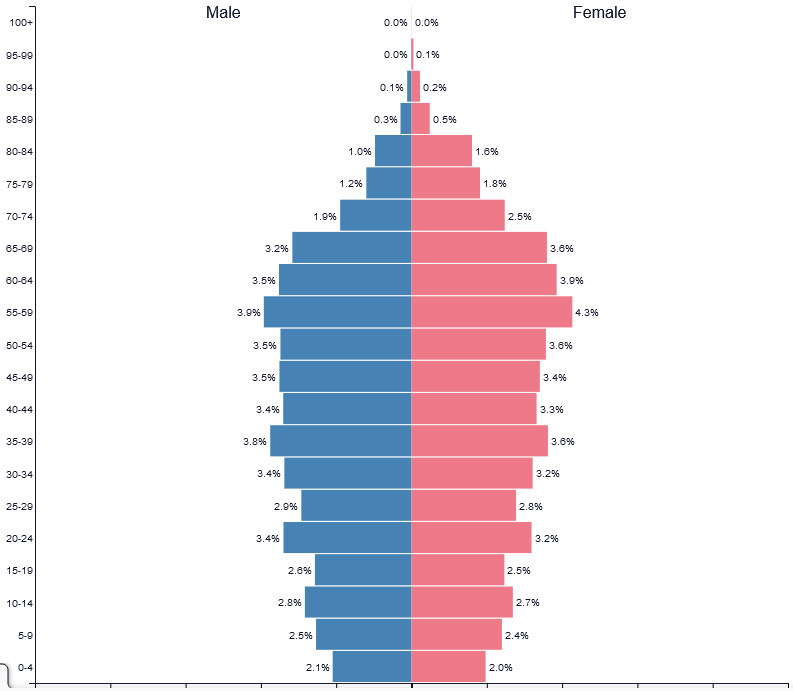 Male Female
100+ 0.0% 0.0%
95-99 0.0% 0.1%
90-94 0.1% 0.2%
85-89 0.3% 0.5%
80-84 1.0% 1.6%
75-79 1.2% 1.8%
70-74 1.9% 2.5%
65-69 3.2% 3.6%
60-64 3.5% 3.9%
55-59 3.9% 4.3%
50-54 3.5% 3.6%
45-49 3.5% 3.4%
40-44 3.4% 3.3%
35-39 3.8% 3.6%
30-34 3.4% 3.2%
25-29 2.9% 2.8%
20-24 3.4% 3.2%
15-19 2.6% 2.5%
10-14 2.8% 2.7%
5-9 2.5% 2.4%
0-4 2.1% 2.0%